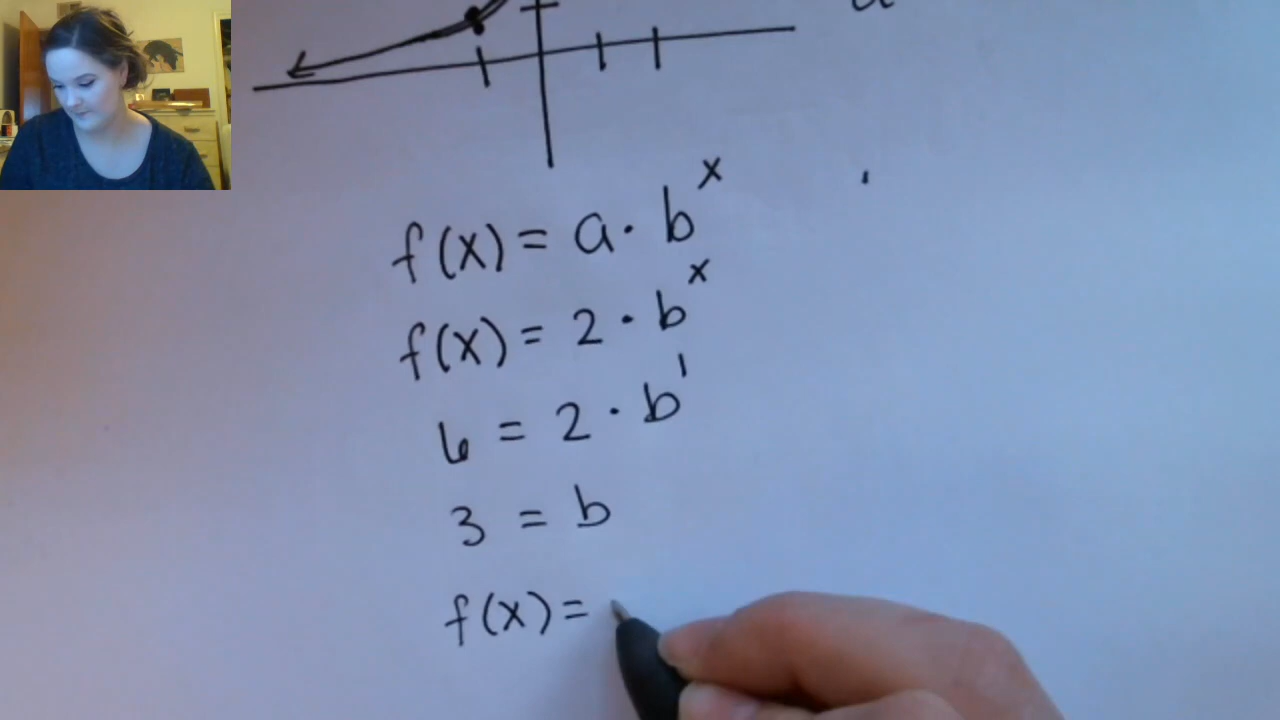 a
f(x) = a · b^x
f(x) = 2 · b^x
6 = 2 · b^1
3 = b
f(x) =